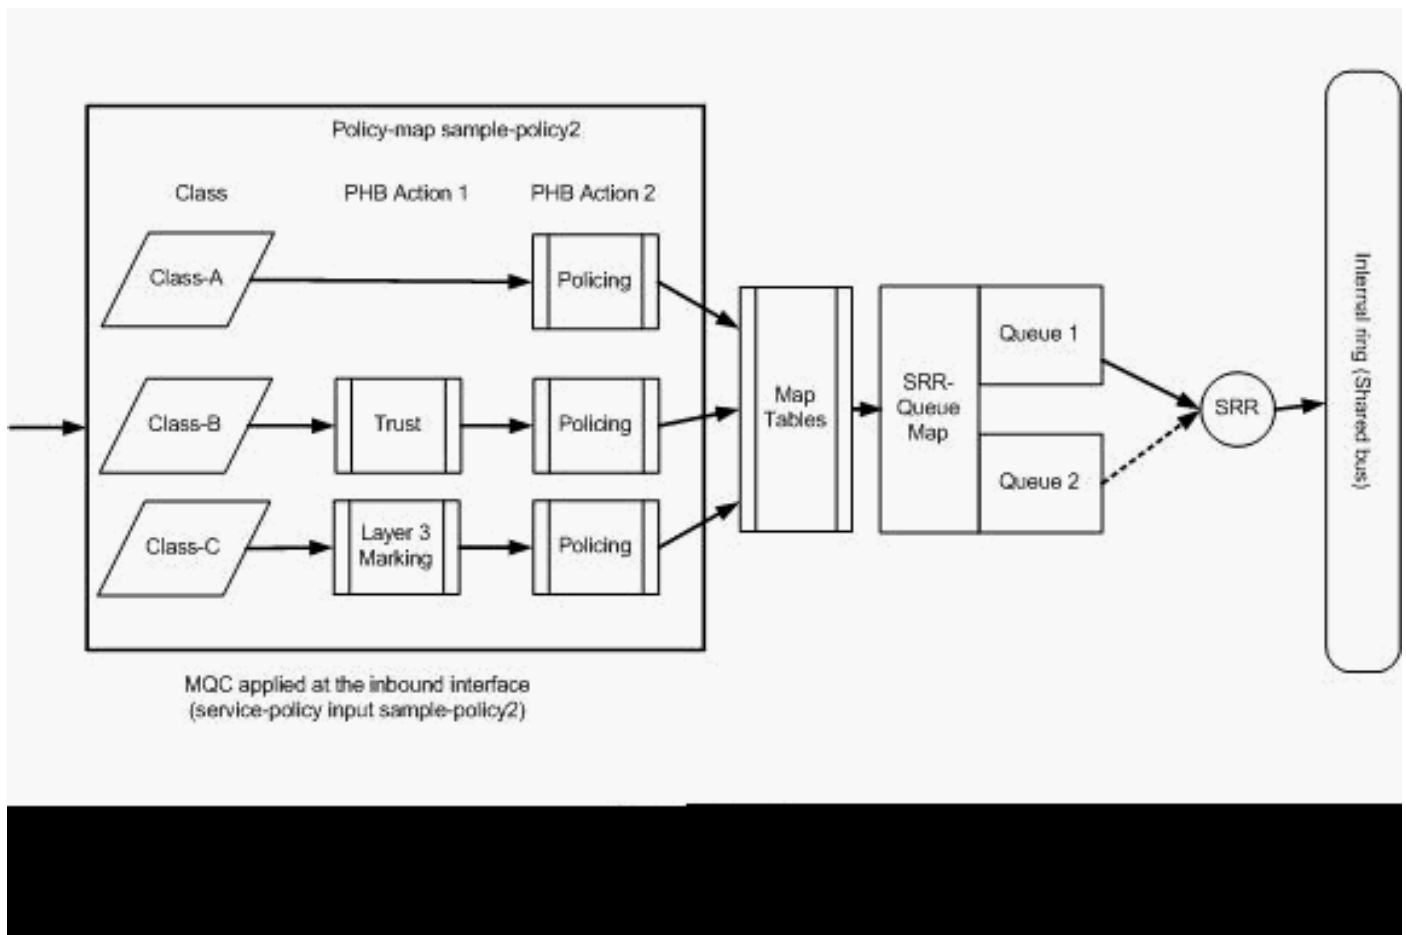 Policy-map sample-policy2
Class
PHB Action 1
PHB Action 2
Class-A
Policing
Class-B
Trust
Policing
Class-C
Layer 3
Marking
Policing
Map
Tables
SRR-
Queue
Map
Queue 1
Queue 2
SRR
Internal ring (Shared bus)
MQC applied at the inbound interface
(service-policy input sample-policy2)